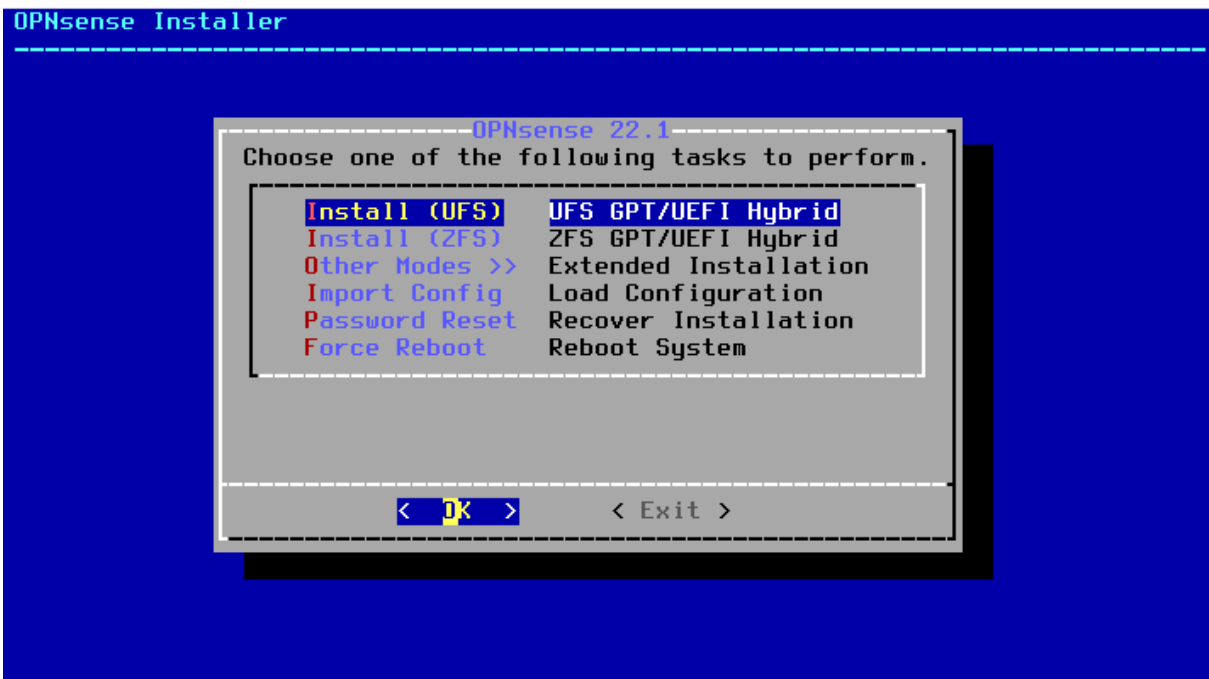 OPNsense Installer
OPNsense 22.1
Choose one of the following tasks to perform.
Install (UFS) UFS GPT/UEFI Hybrid
Install (ZFS) ZFS GPT/UEFI Hybrid
Other Modes >> Extended Installation
Import Config Load Configuration
Password Reset Recover Installation
Force Reboot Reboot System
< OK > < Exit >